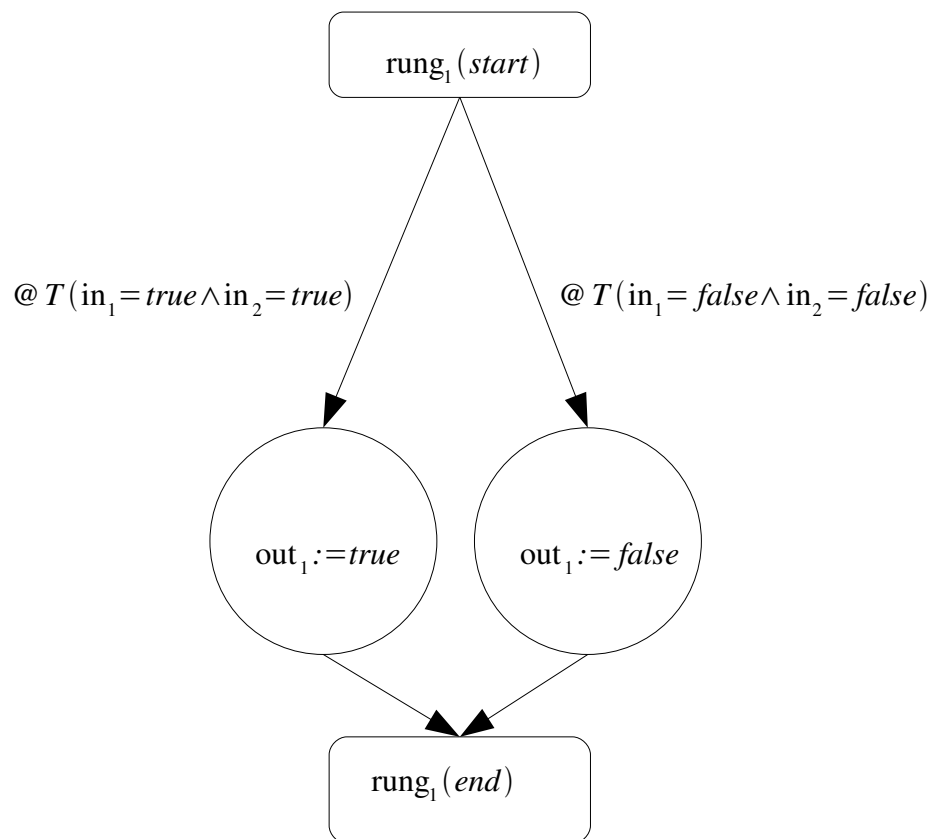 rung₁(start)
@ T(in₁=true∧in₂=true)
@ T(in₁=false∧in₂=false)
out₁:=true
out₁:=false
rung₁(end)